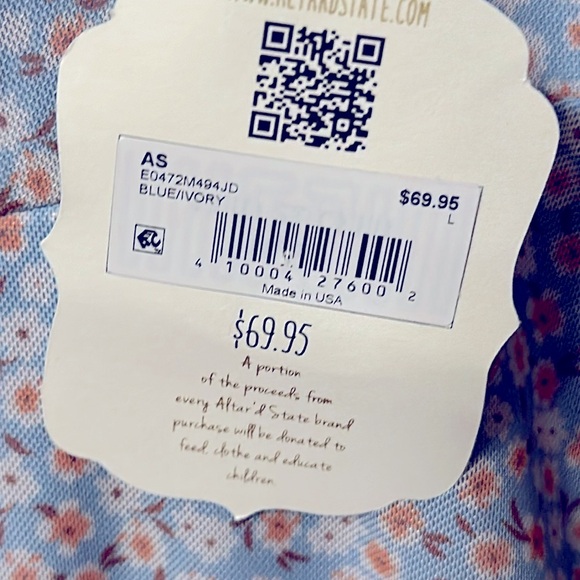 AS
E0472M494JD
BLUE/IVORY
$69.95
L
4 10004 27600 2
Made in USA
$69.95
A portion
of the proceeds from
every Altar'd State brand
purchase will be donated to
feed, clothe and educate
children.